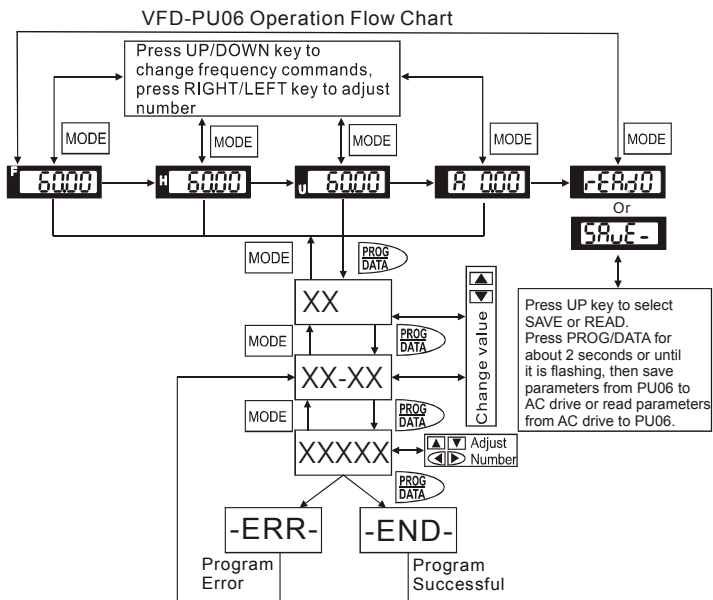 VFD-PU06 Operation Flow Chart
Press UP/DOWN key to
change frequency commands,
press RIGHT/LEFT key to adjust
number
MODE
MODE
MODE
MODE
MODE
F 60.00
H 60.00
U 60.00
A 0.00
rEAd0
Or
SAvE-
MODE
PROG
DATA
XX
MODE
PROG
DATA
XX-XX
Change value
MODE
PROG
DATA
XXXXX
Adjust
Number
PROG
DATA
Press UP key to select
SAVE or READ.
Press PROG/DATA for
about 2 seconds or until
it is flashing, then save
parameters from PU06 to
AC drive or read parameters
from AC drive to PU06.
-ERR-
-END-
Program
Error
Program
Successful